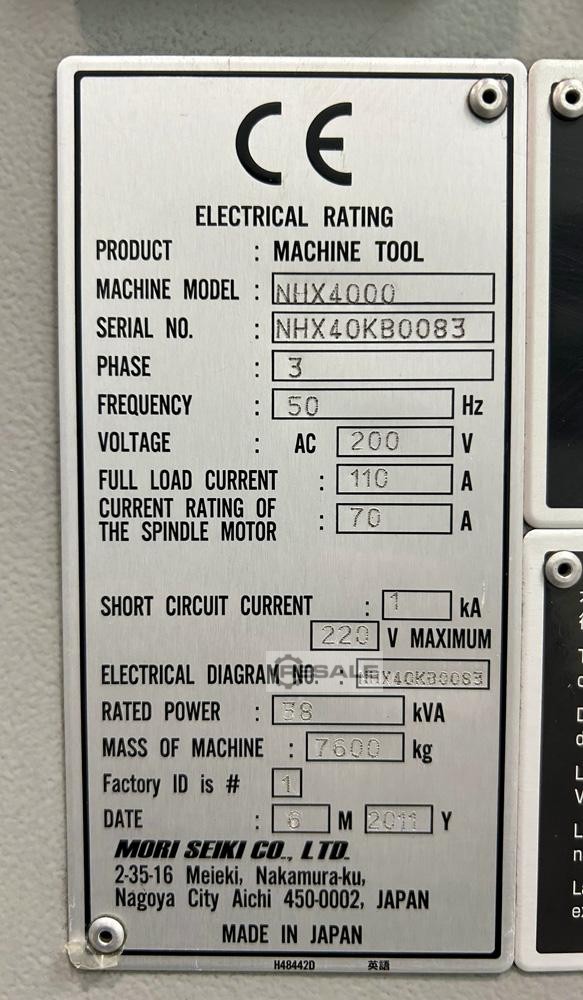 CE
ELECTRICAL RATING
PRODUCT : MACHINE TOOL
MACHINE MODEL : NHX4000
SERIAL NO. : NHX40KB0083
PHASE : 3
FREQUENCY : 50 Hz
VOLTAGE : AC 200 V
FULL LOAD CURRENT : 110 A
CURRENT RATING OF
THE SPINDLE MOTOR : 70 A
SHORT CIRCUIT CURRENT : 1 kA
220 V MAXIMUM
ELECTRICAL DIAGRAM NO. : NHX40KB0083
RATED POWER : 38 kVA
MASS OF MACHINE : 7600 kg
Factory ID is # 1
DATE : 6 M 2011 Y
MORI SEIKI CO., LTD.
2-35-16 Meieki, Nakamura-ku,
Nagoya City Aichi 450-0002, JAPAN
MADE IN JAPAN
H48442D 英語